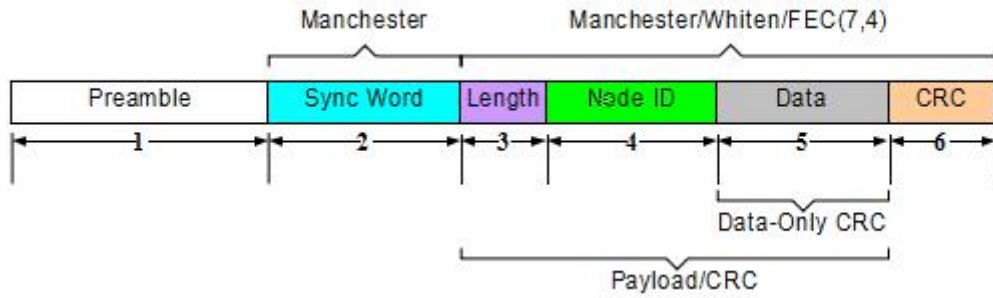 Manchester
Manchester/Whiten/FEC(7,4)
Preamble
Sync Word
Length
Node ID
Data
CRC
1
2
3
4
5
6
Data-Only CRC
Payload/CRC